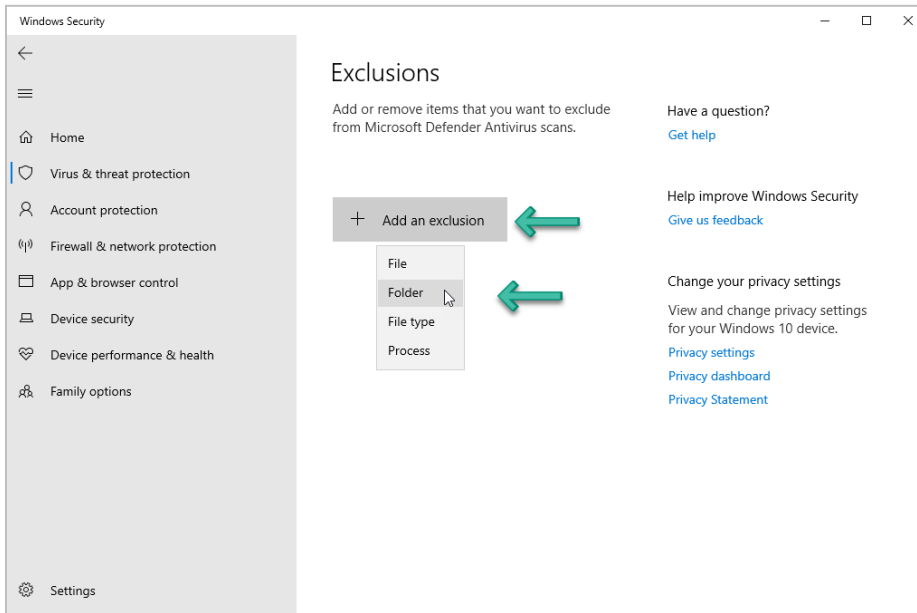 Windows Security
Home
Virus & threat protection
Account protection
Firewall & network protection
App & browser control
Device security
Device performance & health
Family options
Settings
Exclusions
Add or remove items that you want to exclude
from Microsoft Defender Antivirus scans.
Add an exclusion
File
Folder
File type
Process
Have a question?
Get help
Help improve Windows Security
Give us feedback
Change your privacy settings
View and change privacy settings
for your Windows 10 device.
Privacy settings
Privacy dashboard
Privacy Statement